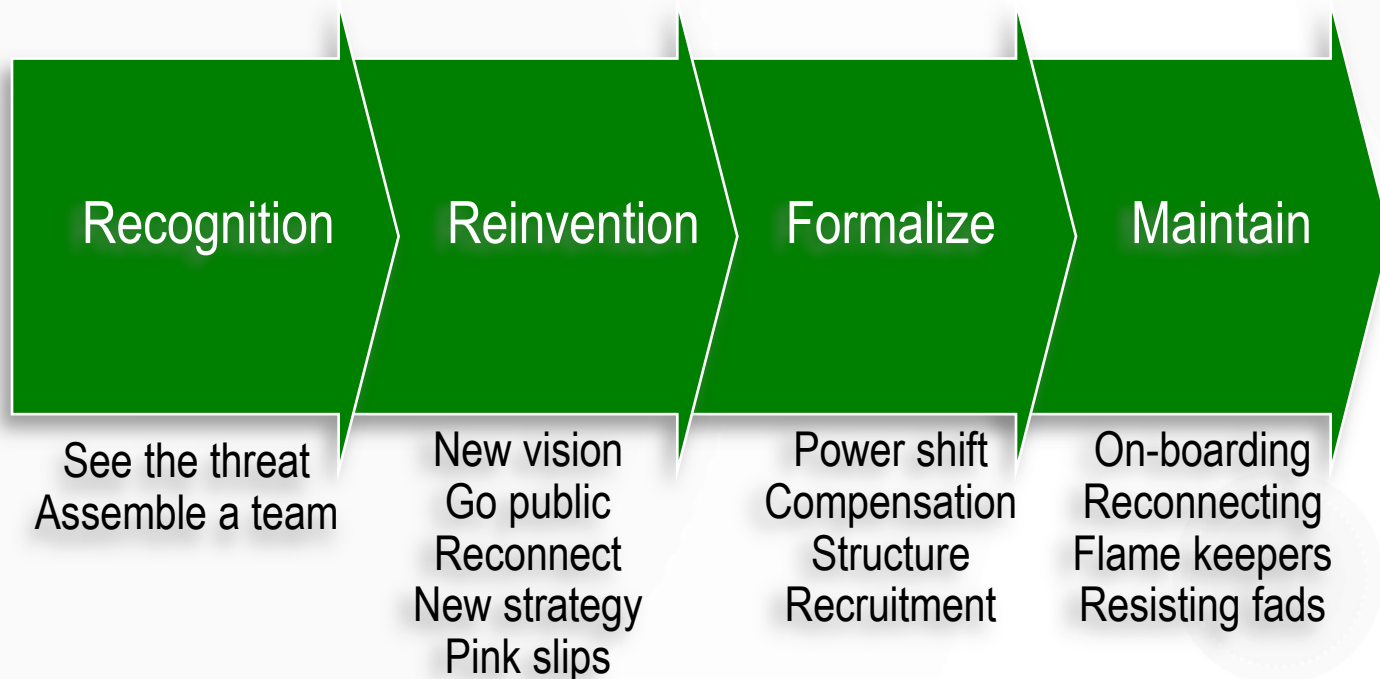 Recognition
See the threat
Assemble a team
Reinvention
New vision
Go public
Reconnect
New strategy
Pink slips
Formalize
Power shift
Compensation
Structure
Recruitment
Maintain
On-boarding
Reconnecting
Flame keepers
Resisting fads